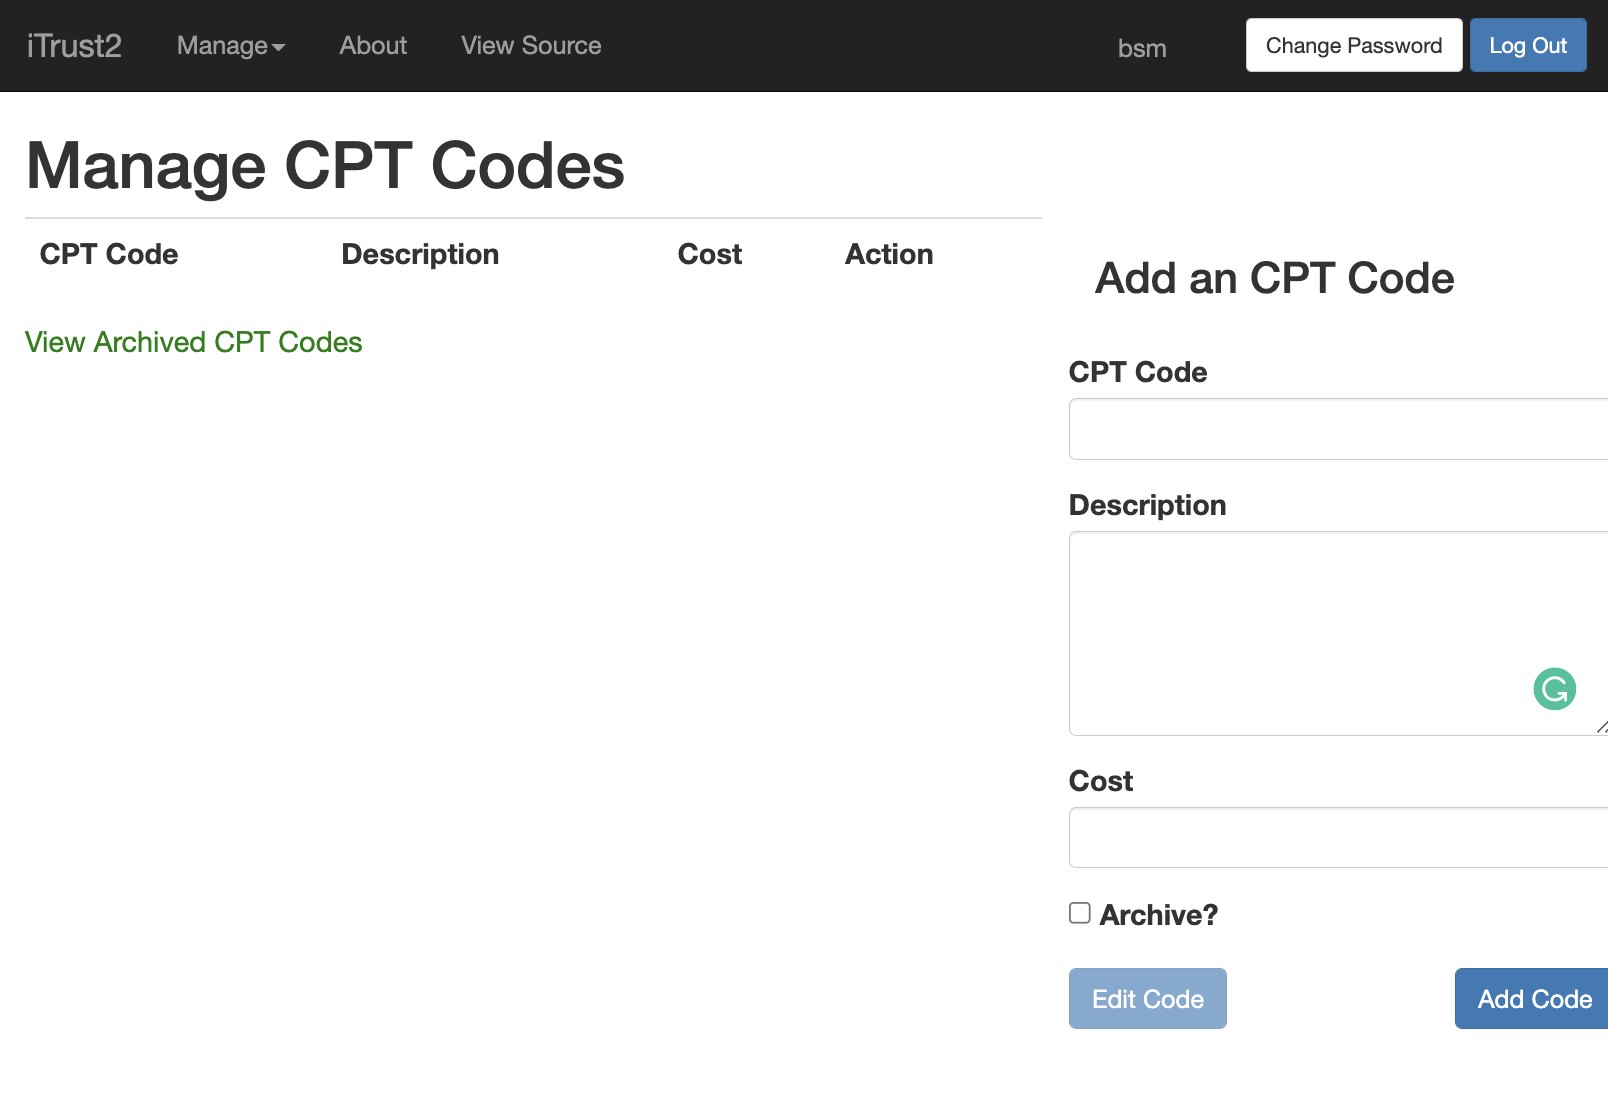 iTrust2 Manage About View Source bsm Change Password Log Out
Manage CPT Codes
CPT Code Description Cost Action
View Archived CPT Codes
Add an CPT Code
CPT Code
Description
Cost
Archive?
Edit Code Add Code